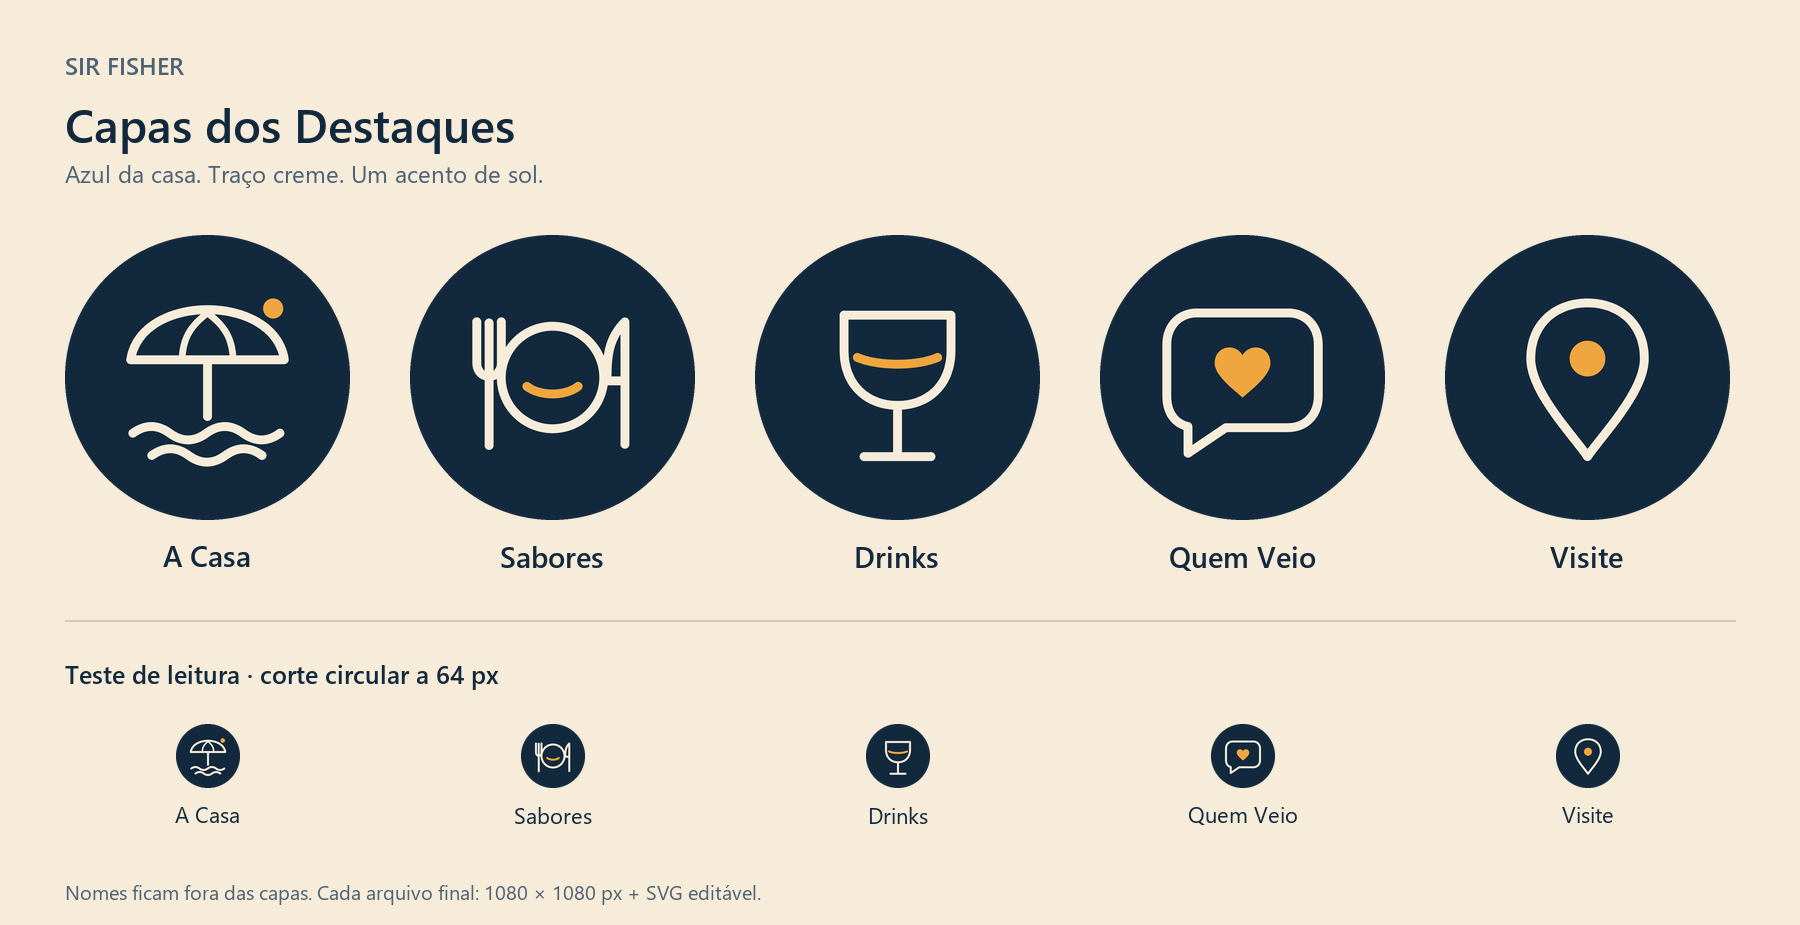 SIR FISHER
Capas dos Destaques
Azul da casa. Traço creme. Um acento de sol.
A Casa
Sabores
Drinks
Quem Veio
Visite
Teste de leitura · corte circular a 64 px
A Casa
Sabores
Drinks
Quem Veio
Visite
Nomes ficam fora das capas. Cada arquivo final: 1080 × 1080 px + SVG editável.